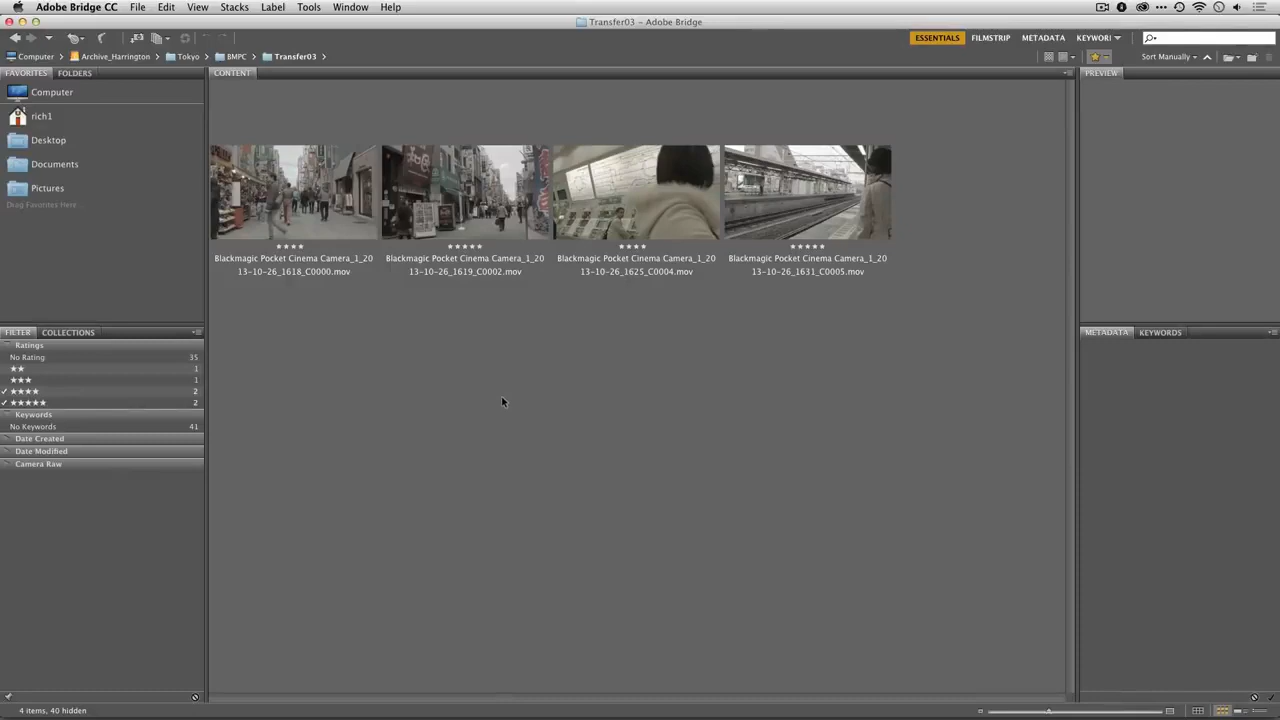 Adobe Bridge CC File Edit View Stacks Label Tools Window Help
Transfer03 – Adobe Bridge
ESSENTIALS FILMSTRIP METADATA KEYWORI
Computer Archive_Harrington Tokyo BMPC Transfer03
Sort Manually
FAVORITES FOLDERS
CONTENT
PREVIEW
Computer
rich1
Desktop
Documents
Pictures
Drag Favorites Here...
Blackmagic Pocket Cinema Camera_1_20
13-10-26_1618_C0000.mov
Blackmagic Pocket Cinema Camera_1_20
13-10-26_1619_C0002.mov
Blackmagic Pocket Cinema Camera_1_20
13-10-26_1625_C0004.mov
Blackmagic Pocket Cinema Camera_1_20
13-10-26_1631_C0005.mov
FILTER COLLECTIONS
METADATA KEYWORDS
Ratings
No Rating 35
★★ 1
★★★ 1
★★★★ 2
★★★★★ 2
Keywords
No Keywords 41
Date Created
Date Modified
Camera Raw
4 items, 40 hidden